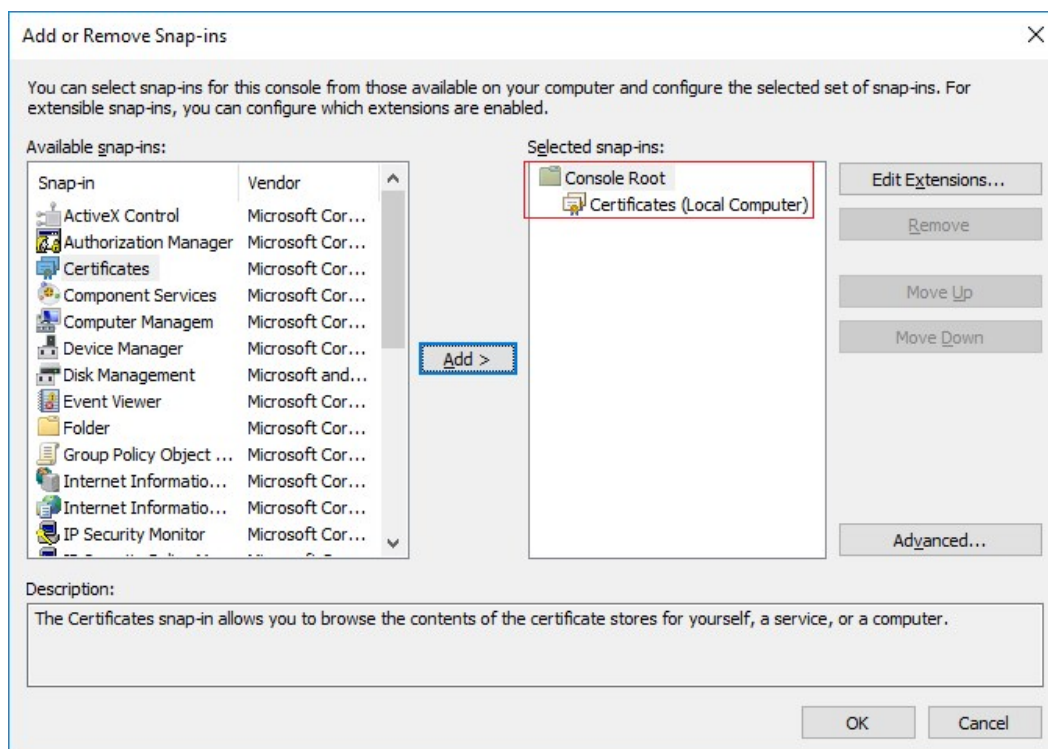 Add or Remove Snap-ins
You can select snap-ins for this console from those available on your computer and configure the selected set of snap-ins. For
extensible snap-ins, you can configure which extensions are enabled.
Available snap-ins:
Snap-in Vendor
ActiveX Control Microsoft Cor...
Authorization Manager Microsoft Cor...
Certificates Microsoft Cor...
Component Services Microsoft Cor...
Computer Managem Microsoft Cor...
Device Manager Microsoft Cor...
Disk Management Microsoft and...
Event Viewer Microsoft Cor...
Folder Microsoft Cor...
Group Policy Object ... Microsoft Cor...
Internet Informatio... Microsoft Cor...
Internet Informatio... Microsoft Cor...
IP Security Monitor Microsoft Cor...
Add >
Selected snap-ins:
Console Root
Certificates (Local Computer)
Edit Extensions...
Remove
Move Up
Move Down
Advanced...
Description:
The Certificates snap-in allows you to browse the contents of the certificate stores for yourself, a service, or a computer.
OK
Cancel